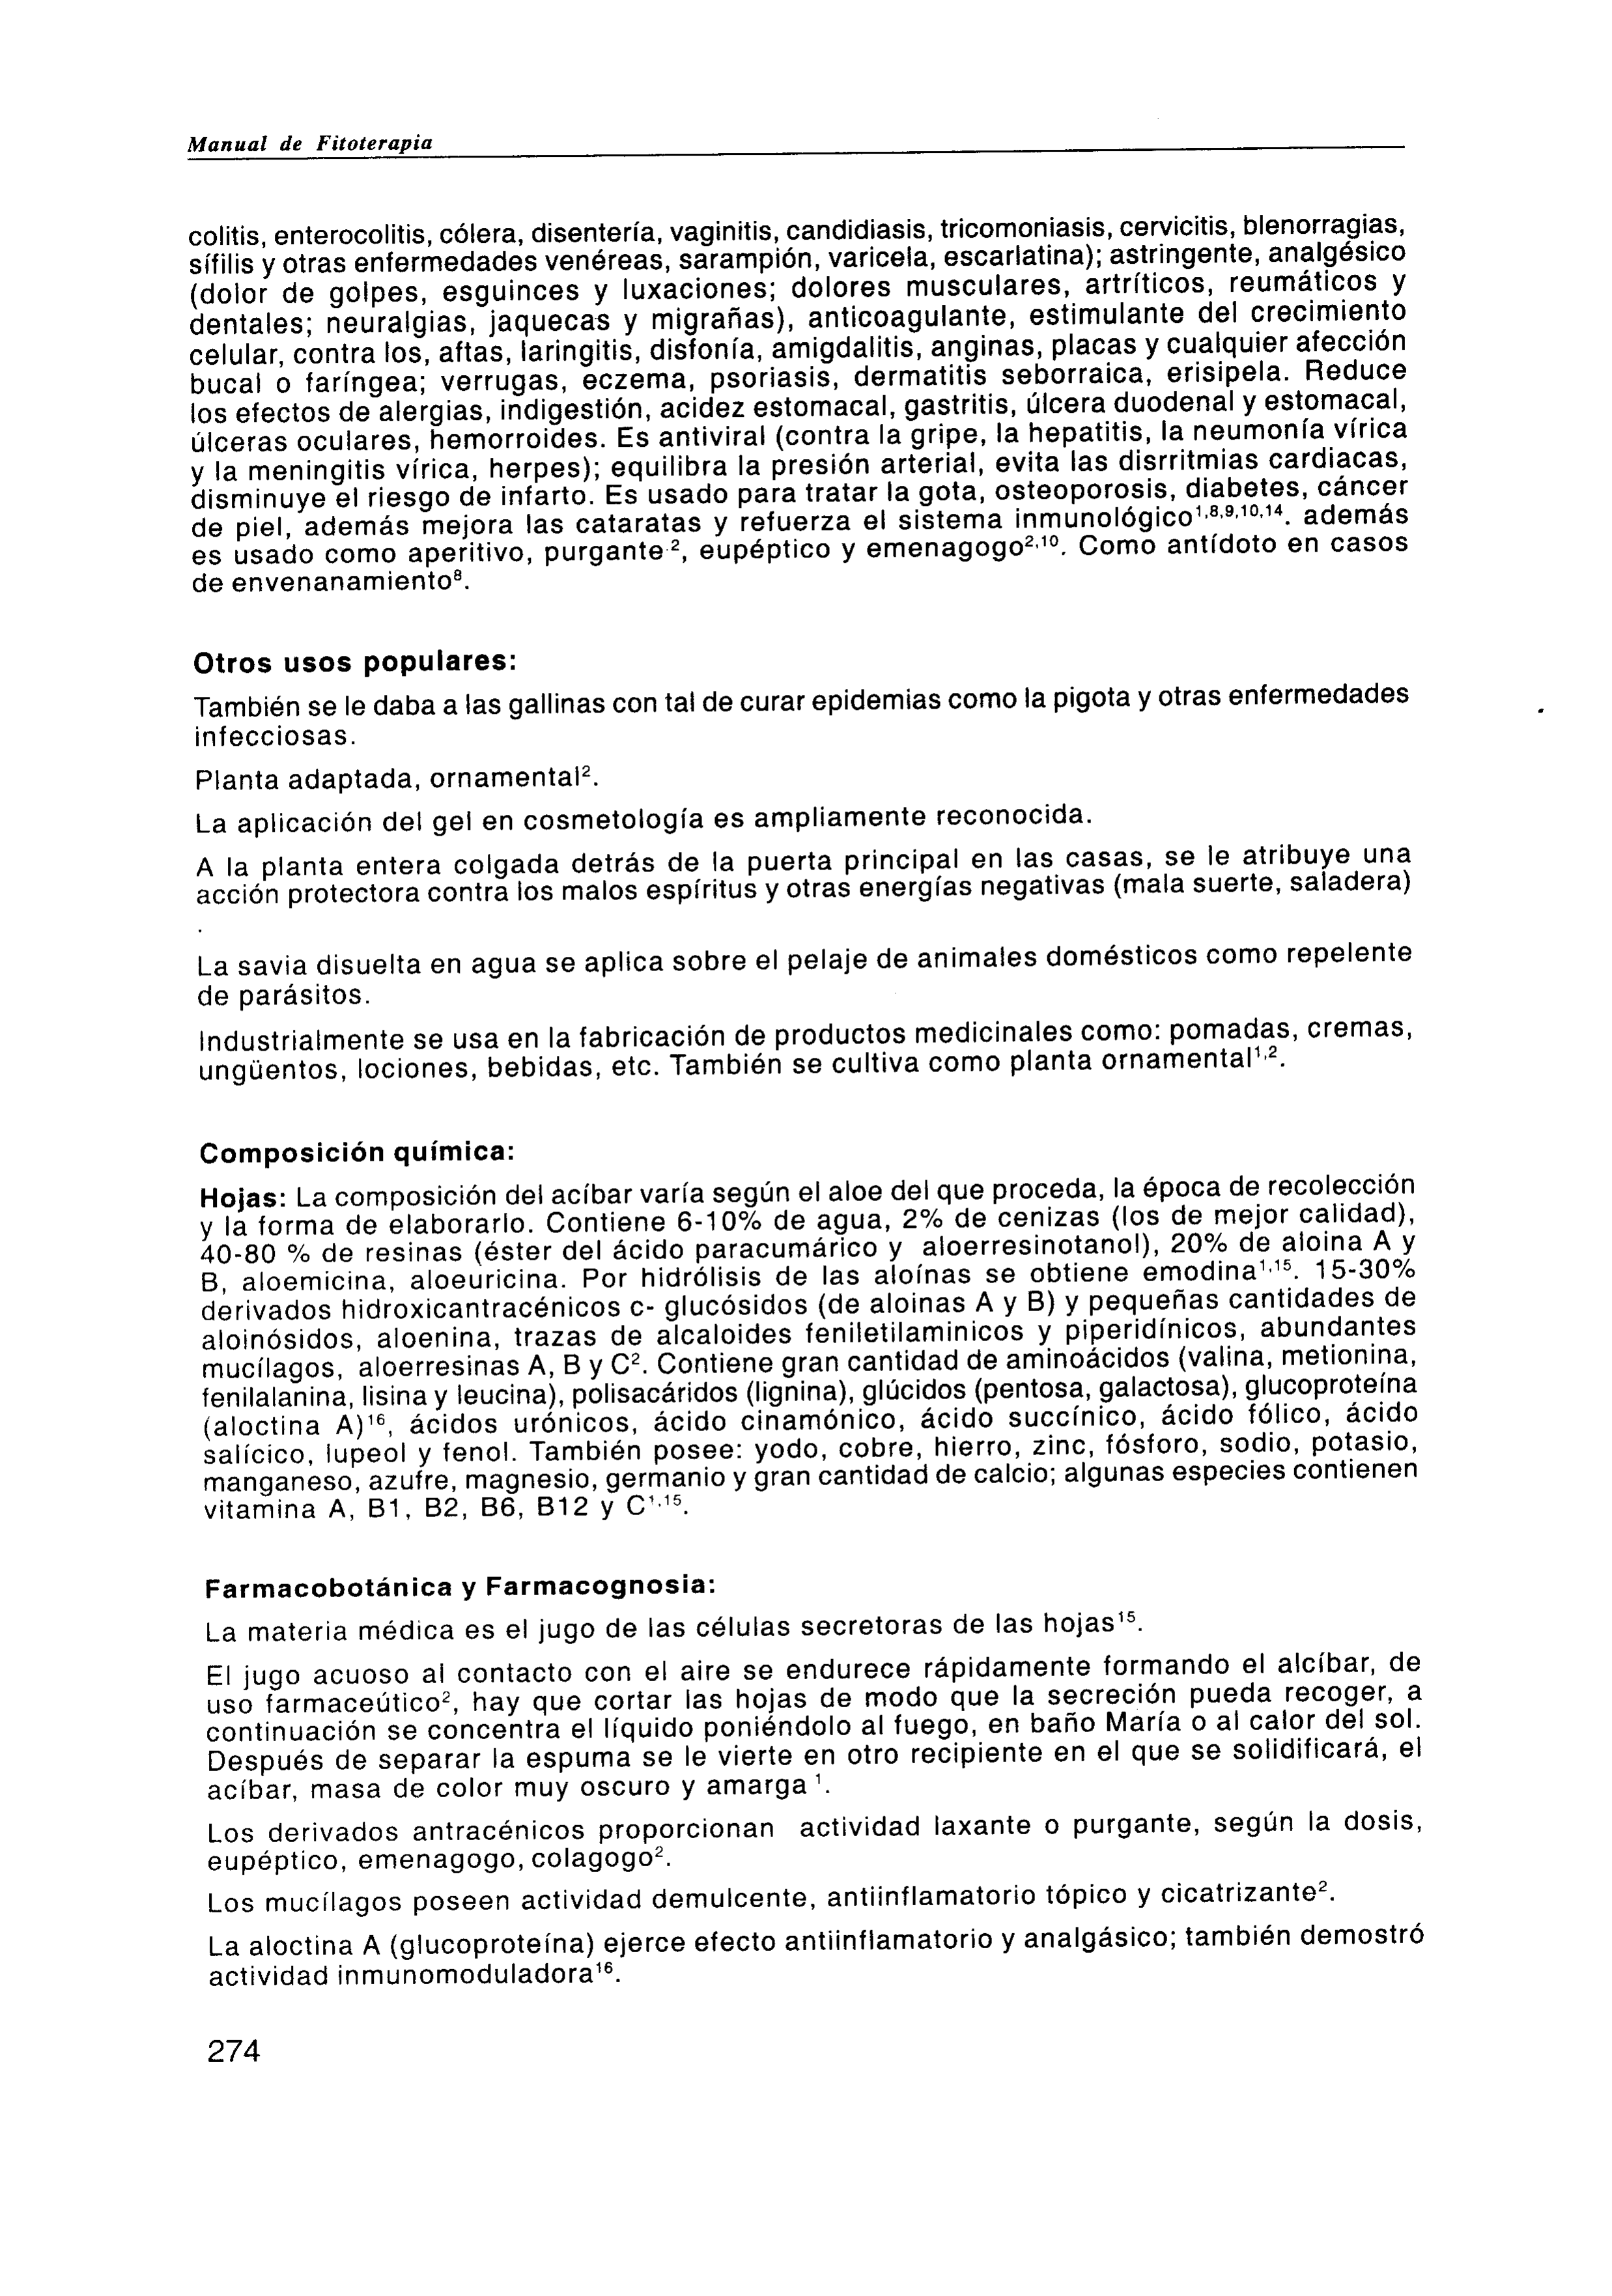 Manual de Fitoterapia
colitis, enterocolitis, cólera, disentería, vaginitis, candidiasis, tricomoniasis, cervicitis, blenorragias,
sífilis y otras enfermedades venéreas, sarampión, varicela, escarlatina); astringente, analgésico
(dolor de golpes, esguinces y luxaciones; dolores musculares, artríticos, reumáticos y
dentales; neuralgias, jaquecas y migrañas), anticoagulante, estimulante del crecimiento
celular, contra los, aftas, laringitis, disfonía, amigdalitis, anginas, placas y cualquier afección
bucal o faríngea; verrugas, eczema, psoriasis, dermatitis seborraica, erisipela. Reduce
los efectos de alergias, indigestión, acidez estomacal, gastritis, úlcera duodenal y estomacal,
úlceras oculares, hemorroides. Es antiviral (contra la gripe, la hepatitis, la neumonía vírica
y la meningitis vírica, herpes); equilibra la presión arterial, evita las disrritmias cardiacas,
disminuye el riesgo de infarto. Es usado para tratar la gota, osteoporosis, diabetes, cáncer
de piel, además mejora las cataratas y refuerza el sistema inmunológico¹,⁸,⁹,¹⁰,¹⁴. además
es usado como aperitivo, purgante ², eupéptico y emenagogo²,¹⁰. Como antídoto en casos
de envenanamiento⁸.
Otros usos populares:
También se le daba a las gallinas con tal de curar epidemias como la pigota y otras enfermedades
infecciosas.
Planta adaptada, ornamental².
La aplicación del gel en cosmetología es ampliamente reconocida.
A la planta entera colgada detrás de la puerta principal en las casas, se le atribuye una
acción protectora contra los malos espíritus y otras energías negativas (mala suerte, saladera)
.
La savia disuelta en agua se aplica sobre el pelaje de animales domésticos como repelente
de parásitos.
Industrialmente se usa en la fabricación de productos medicinales como: pomadas, cremas,
ungüentos, lociones, bebidas, etc. También se cultiva como planta ornamental¹,².
Composición química:
Hojas: La composición del acíbar varía según el aloe del que proceda, la época de recolección
y la forma de elaborarlo. Contiene 6-10% de agua, 2% de cenizas (los de mejor calidad),
40-80 % de resinas (éster del ácido paracumárico y aloerresinotanol), 20% de aloina A y
B, aloemicina, aloeuricina. Por hidrólisis de las aloínas se obtiene emodina¹,¹⁵. 15-30%
derivados hidroxicantracénicos c- glucósidos (de aloinas A y B) y pequeñas cantidades de
aloinósidos, aloenina, trazas de alcaloides feniletilaminicos y piperidínicos, abundantes
mucílagos, aloerresinas A, B y C². Contiene gran cantidad de aminoácidos (valina, metionina,
fenilalanina, lisina y leucina), polisacáridos (lignina), glúcidos (pentosa, galactosa), glucoproteína
(aloctina A)¹⁶, ácidos urónicos, ácido cinamónico, ácido succínico, ácido fólico, ácido
salícico, lupeol y fenol. También posee: yodo, cobre, hierro, zinc, fósforo, sodio, potasio,
manganeso, azufre, magnesio, germanio y gran cantidad de calcio; algunas especies contienen
vitamina A, B1, B2, B6, B12 y C¹,¹⁵.
Farmacobotánica y Farmacognosia:
La materia médica es el jugo de las células secretoras de las hojas¹⁵.
El jugo acuoso al contacto con el aire se endurece rápidamente formando el alcíbar, de
uso farmaceútico², hay que cortar las hojas de modo que la secreción pueda recoger, a
continuación se concentra el líquido poniéndolo al fuego, en baño María o al calor del sol.
Después de separar la espuma se le vierte en otro recipiente en el que se solidificará, el
acíbar, masa de color muy oscuro y amarga ¹.
Los derivados antracénicos proporcionan actividad laxante o purgante, según la dosis,
eupéptico, emenagogo, colagogo².
Los mucílagos poseen actividad demulcente, antiinflamatorio tópico y cicatrizante².
La aloctina A (glucoproteína) ejerce efecto antiinflamatorio y analgásico; también demostró
actividad inmunomoduladora¹⁶.
274